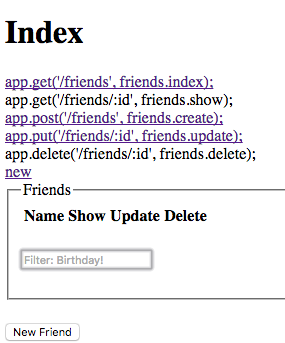 Index
app.get('/friends', friends.index);
app.get('/friends/:id', friends.show);
app.post('/friends', friends.create);
app.put('/friends/:id', friends.update);
app.delete('/friends/:id', friends.delete);
new
Friends
Name Show Update Delete
Filter: Birthday!
New Friend